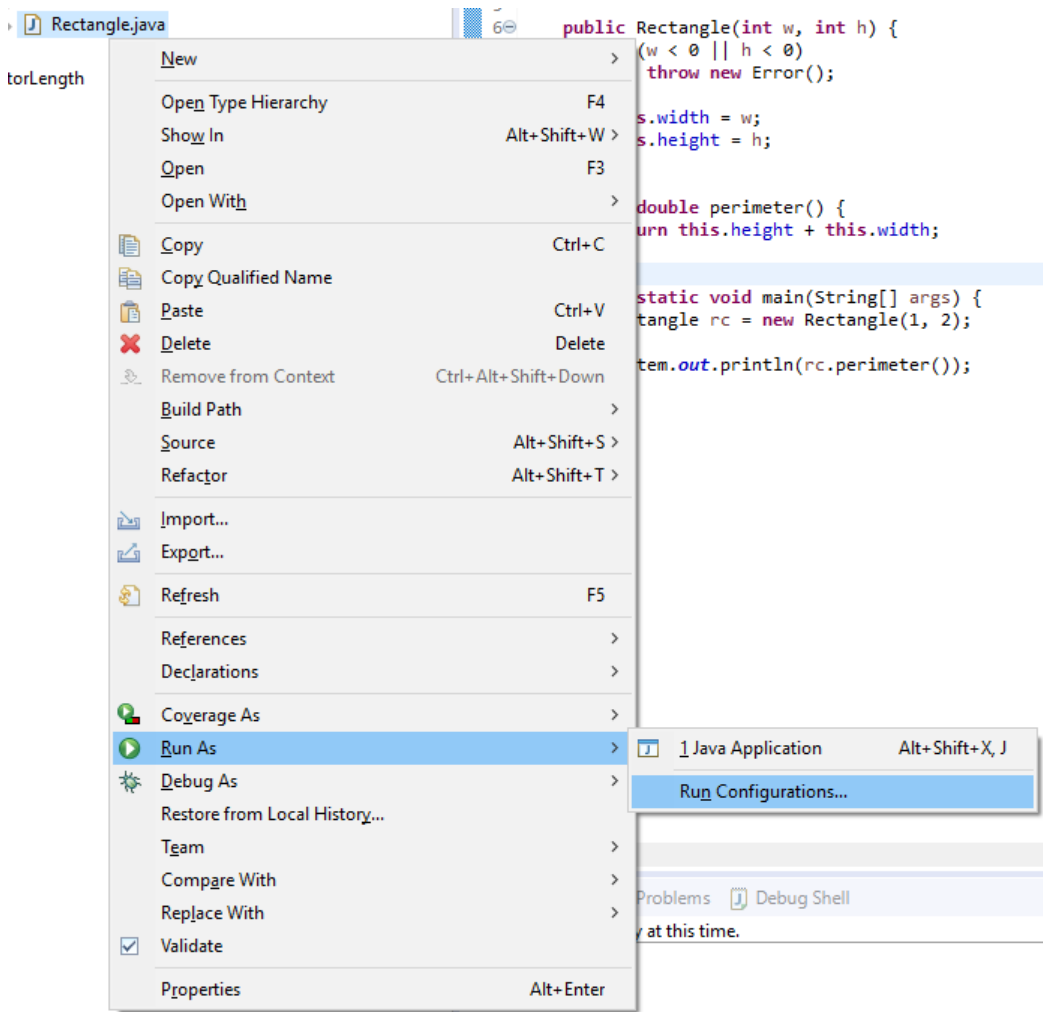 Rectangle.java
torLength
6 public Rectangle(int w, int h) {
(w < 0 || h < 0)
throw new Error();
s.width = w;
s.height = h;
double perimeter() {
urn this.height + this.width;
static void main(String[] args) {
tangle rc = new Rectangle(1, 2);
tem.out.println(rc.perimeter());
New >
Open Type Hierarchy F4
Show In Alt+Shift+W >
Open F3
Open With >
Copy Ctrl+C
Copy Qualified Name
Paste Ctrl+V
Delete Delete
Remove from Context Ctrl+Alt+Shift+Down
Build Path >
Source Alt+Shift+S >
Refactor Alt+Shift+T >
Import...
Export...
Refresh F5
References >
Declarations >
Coverage As >
Run As >
Debug As >
Restore from Local History...
Team >
Compare With >
Replace With >
Validate
Properties Alt+Enter
1 Java Application Alt+Shift+X, J
Run Configurations...
Problems Debug Shell
y at this time.